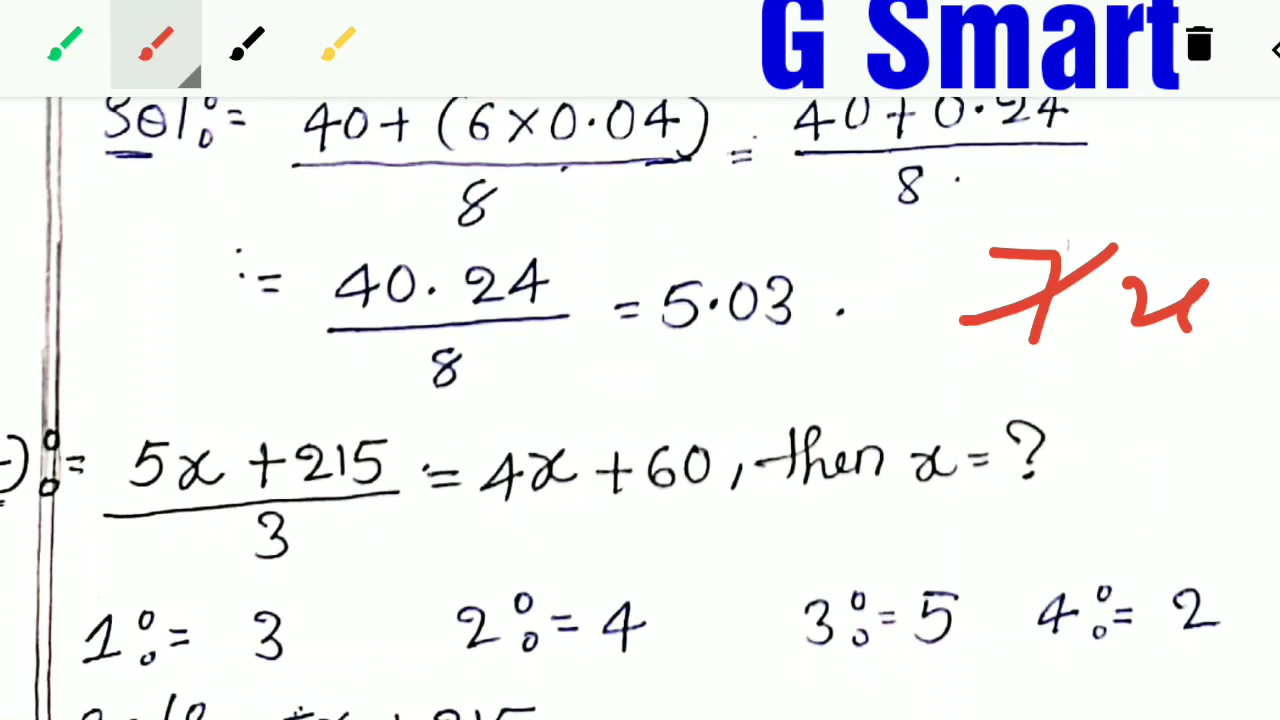 G Smart
Sol:= 40+(6×0.04)/8 = 40+0.24/8
= 40.24/8 = 5.03.
7x
= 5x+215/3 = 4x+60, then x=?
1:= 3 2:= 4 3:= 5 4:= 2